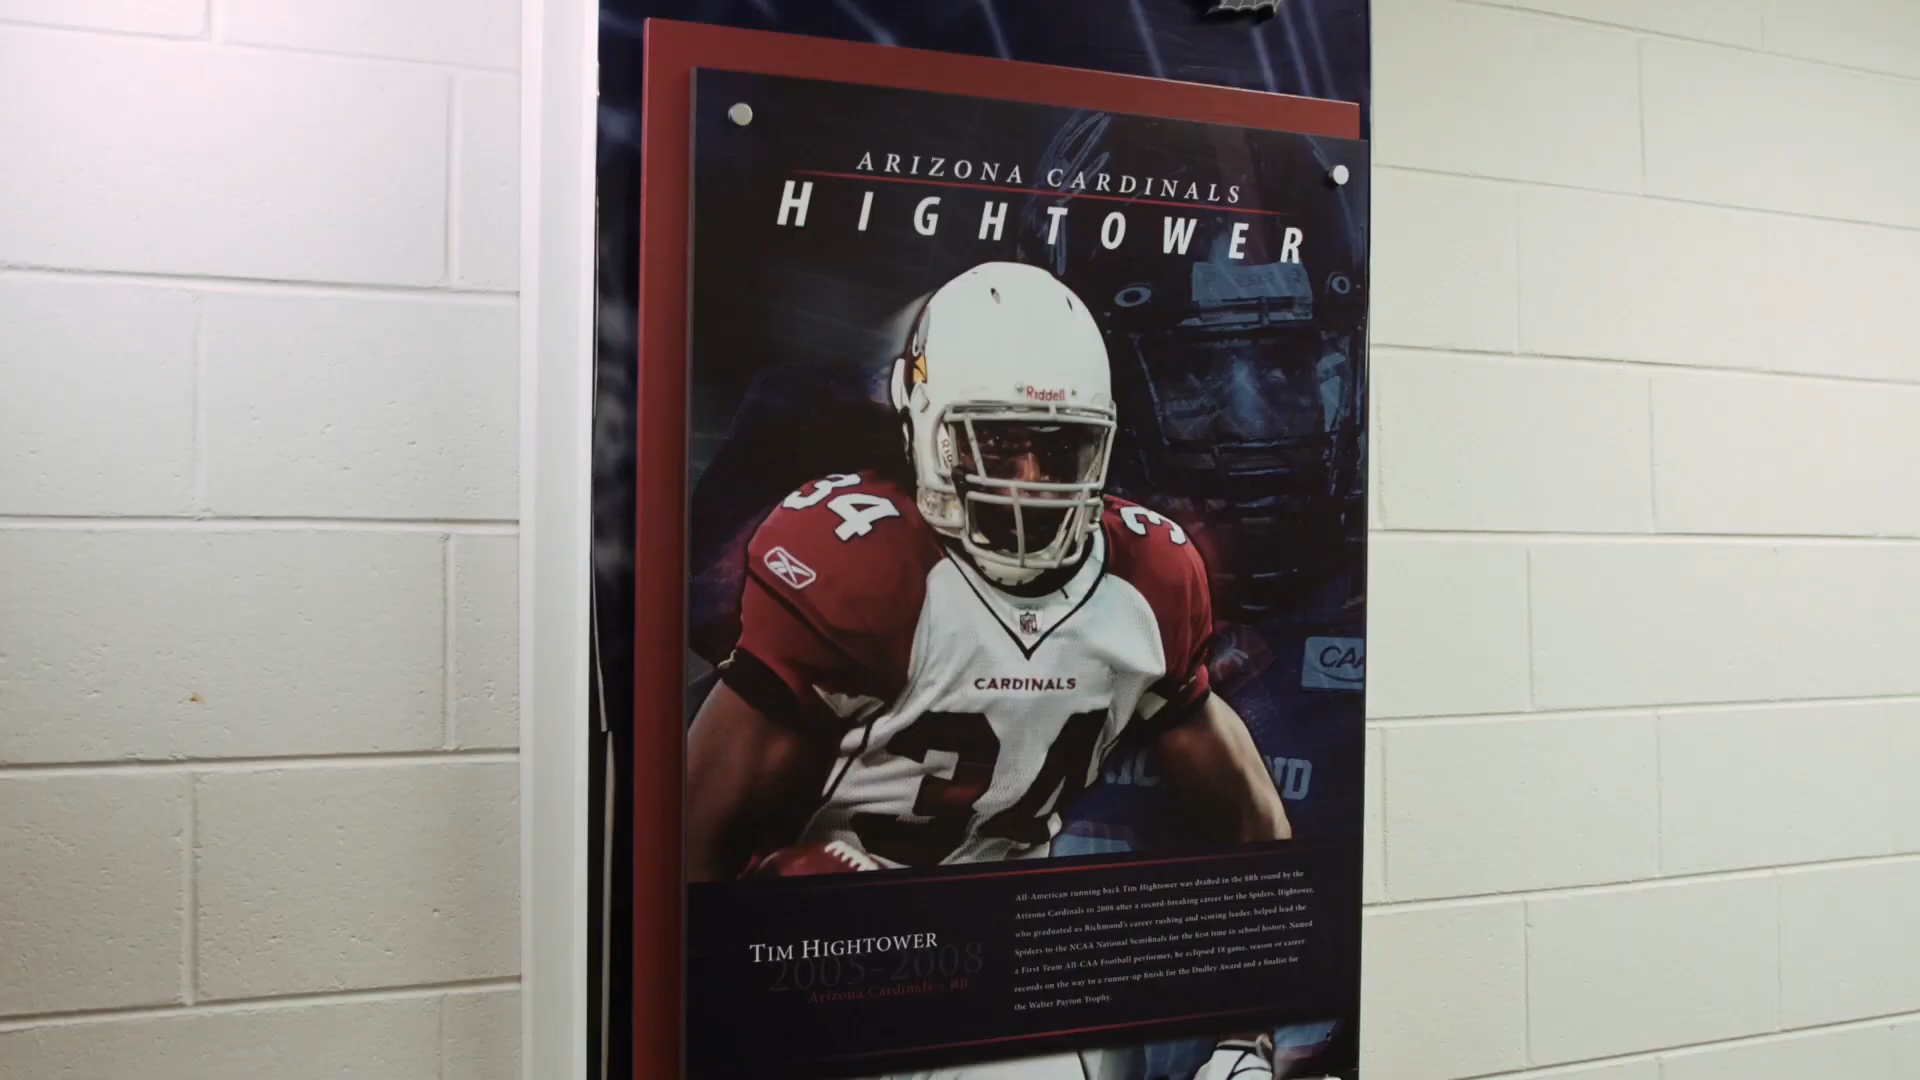 ARIZONA CARDINALS
HIGHTOWER
Riddell
34
3
NFL
CAA
CARDINALS
34
ND
All-American running back Tim Hightower was drafted in the fifth round by the
Arizona Cardinals in 2008 after a record-breaking career for the Spiders. Hightower,
who graduated as Richmond's career rushing and scoring leader, helped lead the
Spiders to the NCAA National Semifinals for the first time in school history. Named
a First Team All-CAA Football performer, he eclipsed 18 game, season or career
records on the way to a runner-up finish for the Dudley Award and a finalist for
the Walter Payton Trophy.
TIM HIGHTOWER
2005-2008
Arizona Cardinals - RB